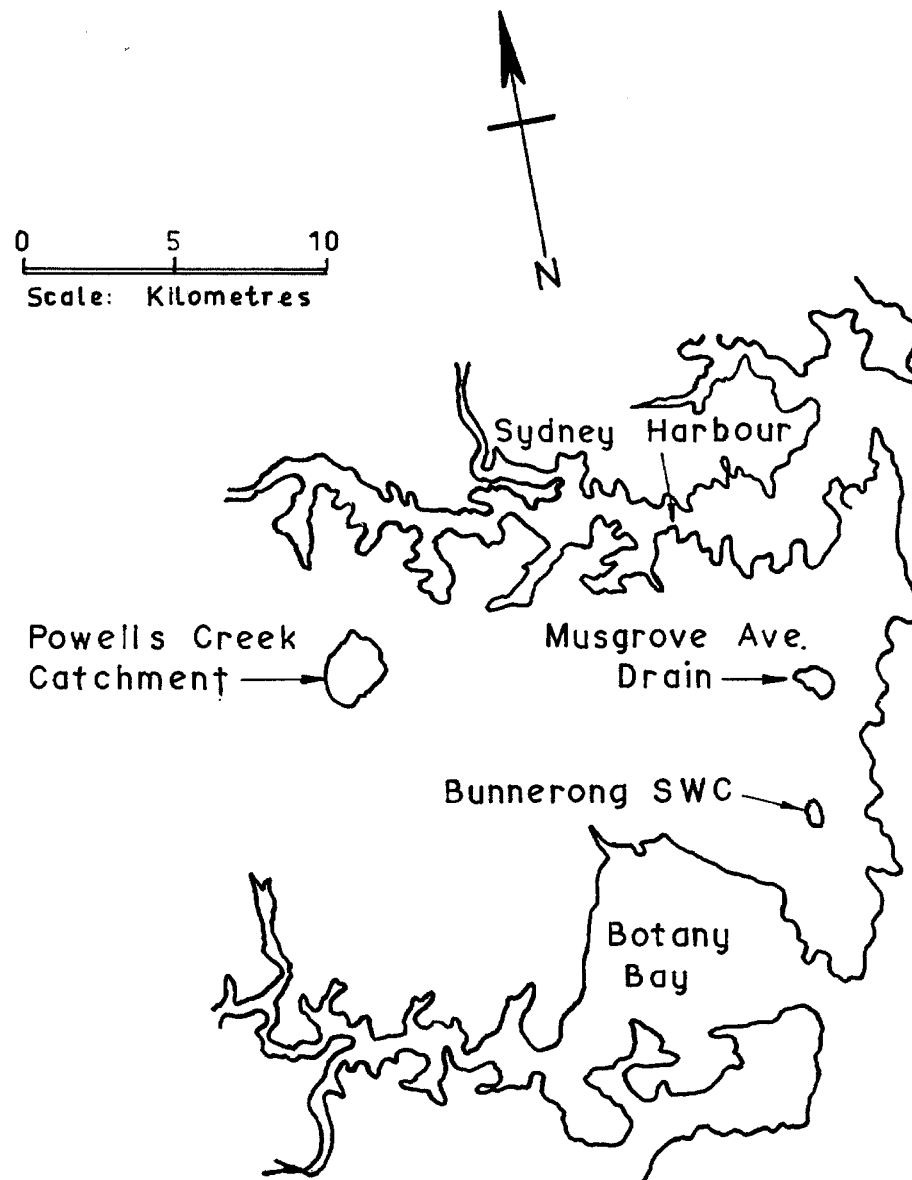 N
0 5 10
Scale: Kilometres
Sydney Harbour
Powells Creek
Catchment
Musgrove Ave.
Drain
Bunnerong SWC
Botany
Bay